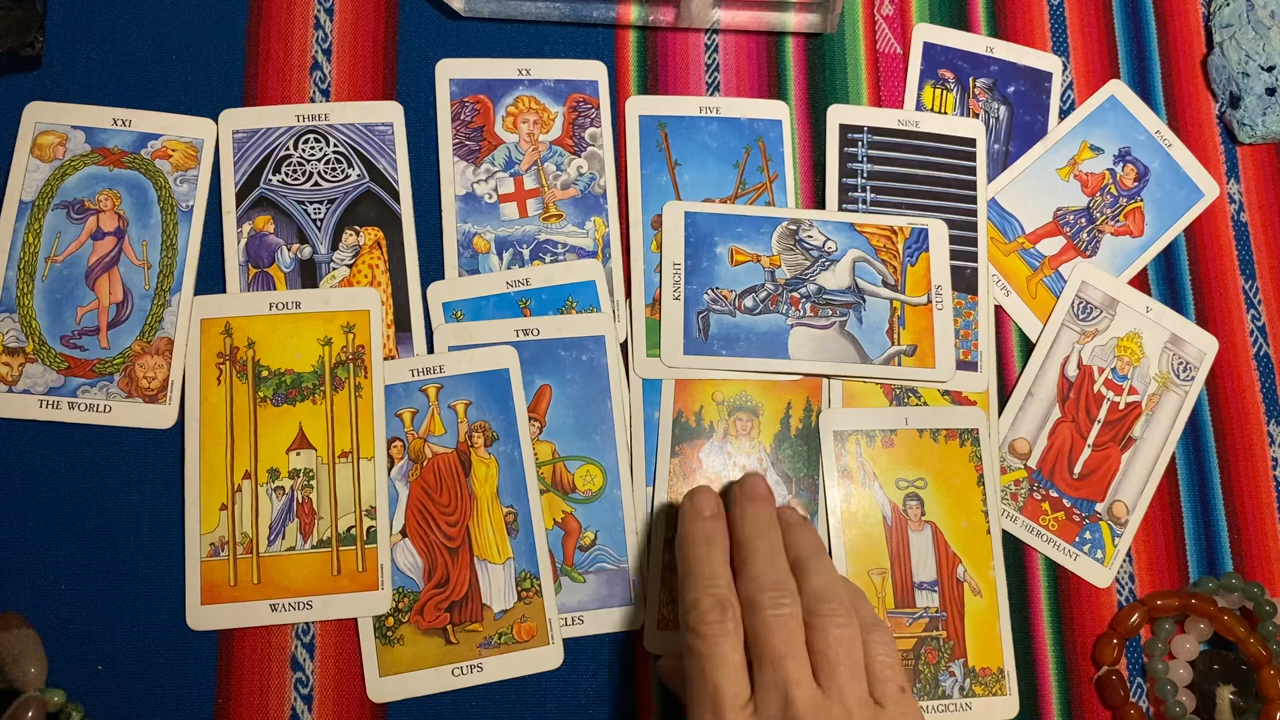 XXI
THE WORLD
THREE
XX
FIVE
NINE
IX
PAGE
CUPS
KNIGHT
CUPS
NINE
TWO
CLES
FOUR
WANDS
THREE
CUPS
I
MAGICIAN
V
THE HIEROPHANT